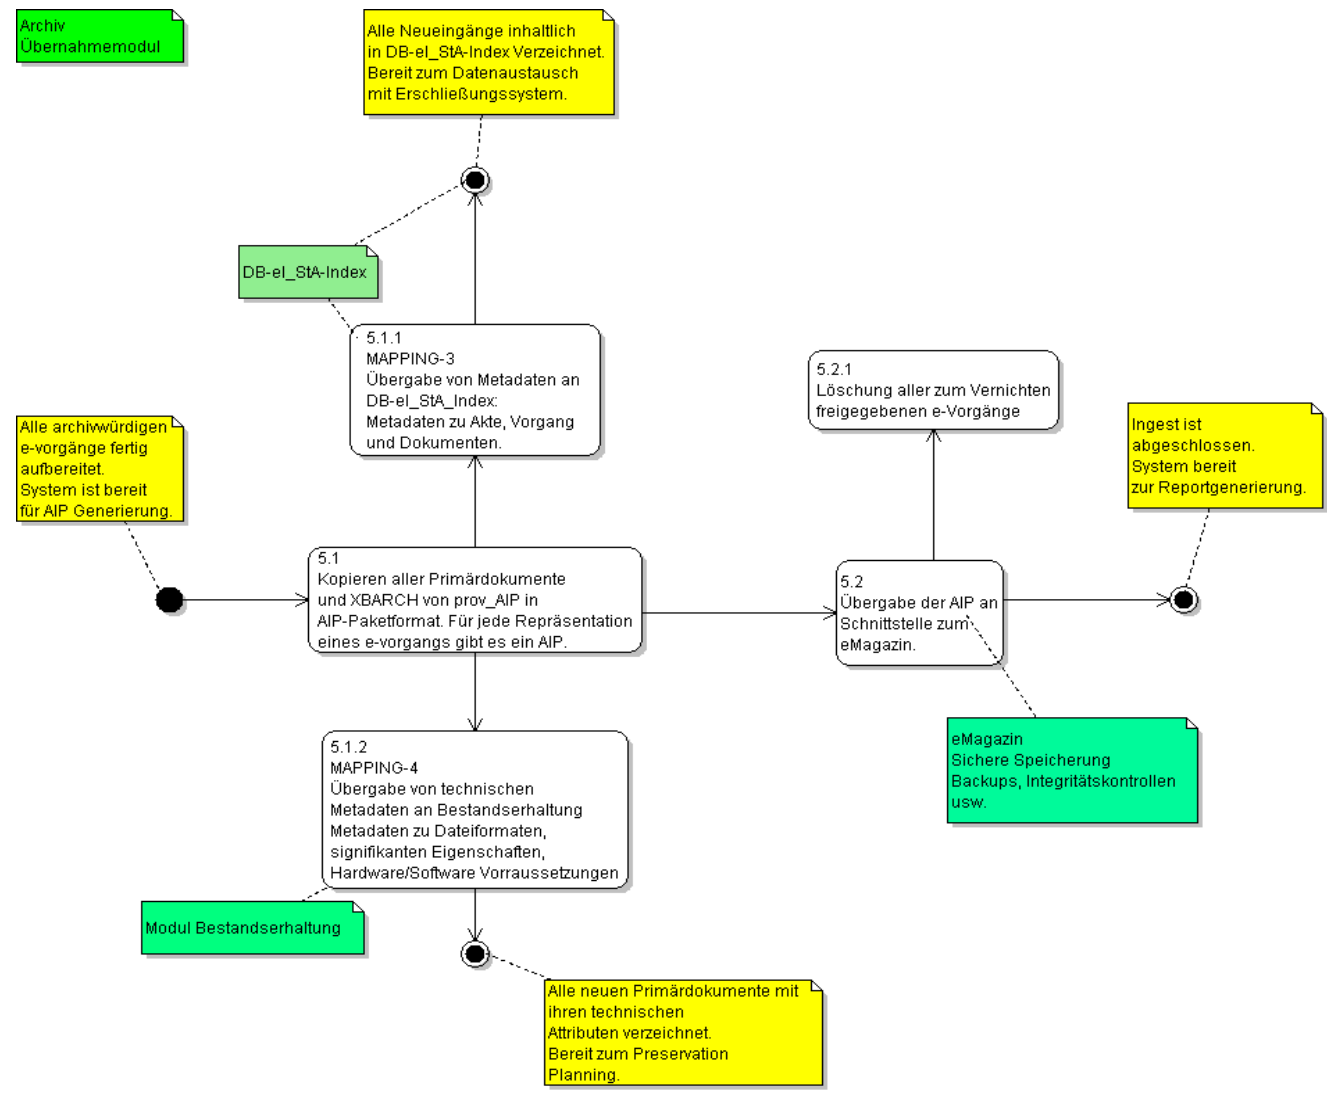 Archiv
Übernahmemodul
Alle Neueingänge inhaltlich
in DB-el_StA-Index Verzeichnet.
Bereit zum Datenaustausch
mit Erschließungssystem.
DB-el_StA-Index
5.1.1
MAPPING-3
Übergabe von Metadaten an
DB-el_StA_Index:
Metadaten zu Akte, Vorgang
und Dokumenten.
5.2.1
Löschung aller zum Vernichten
freigegebenen e-Vorgänge
Alle archivwürdigen
e-vorgänge fertig
aufbereitet.
System ist bereit
für AIP Generierung.
Ingest ist
abgeschlossen.
System bereit
zur Reportgenerierung.
5.1
Kopieren aller Primärdokumente
und XBARCH von prov_AIP in
AIP-Paketformat. Für jede Repräsentation
eines e-vorgangs gibt es ein AIP.
5.2
Übergabe der AIP an
Schnittstelle zum
eMagazin.
eMagazin
Sichere Speicherung
Backups, Integritätskontrollen
usw.
5.1.2
MAPPING-4
Übergabe von technischen
Metadaten an Bestandserhaltung
Metadaten zu Dateiformaten,
signifikanten Eigenschaften,
Hardware/Software Vorraussetzungen
Modul Bestandserhaltung
Alle neuen Primärdokumente mit
ihren technischen
Attributen verzeichnet.
Bereit zum Preservation
Planning.